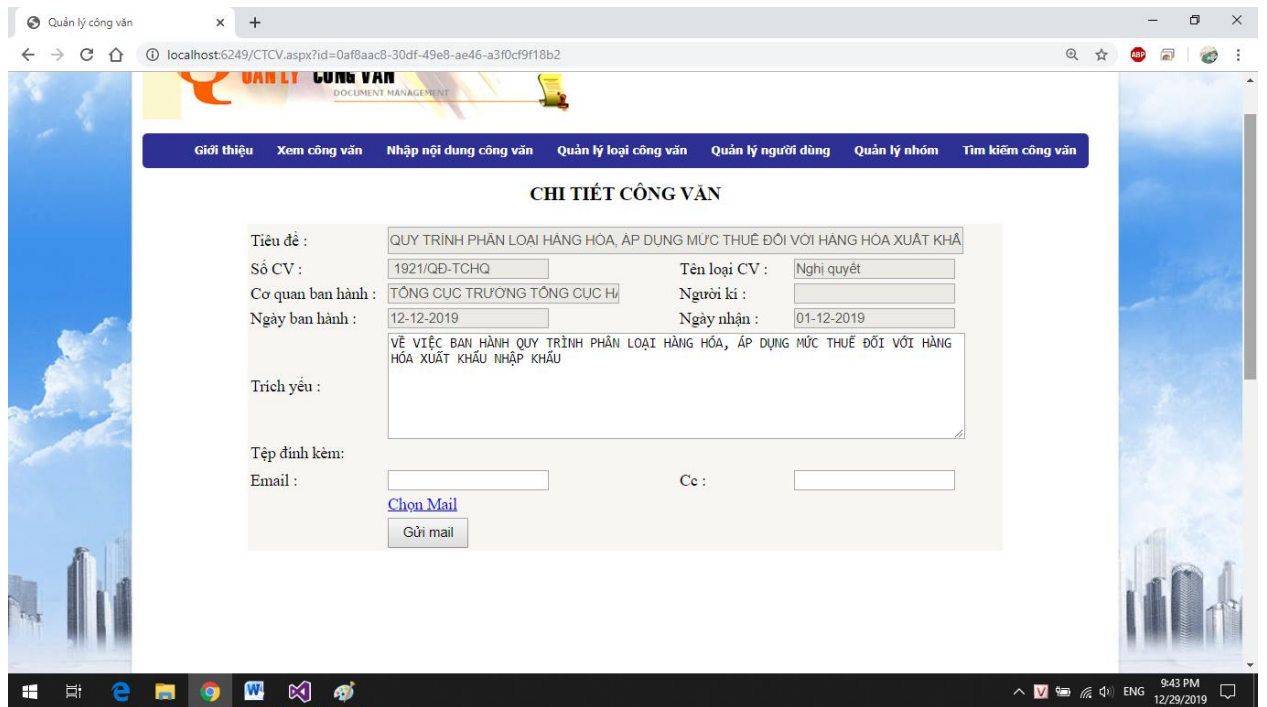 Quản lý công văn
localhost:6249/CTCV.aspx?id=0af8aac8-30df-49e8-ae46-a3f0cf9f18b2
ABP
QUẢN LÝ CÔNG VĂN
DOCUMENT MANAGEMENT
Giới thiệu Xem công văn Nhập nội dung công văn Quản lý loại công văn Quản lý người dùng Quản lý nhóm Tìm kiếm công văn
CHI TIẾT CÔNG VĂN
Tiêu đề : QUY TRÌNH PHÂN LOẠI HÀNG HÓA, ÁP DỤNG MỨC THUẾ ĐỐI VỚI HÀNG HÓA XUẤT KHẨ
Số CV : 1921/QĐ-TCHQ Tên loại CV : Nghị quyết
Cơ quan ban hành : TỔNG CỤC TRƯỞNG TỔNG CỤC HẢ Người kí :
Ngày ban hành : 12-12-2019 Ngày nhận : 01-12-2019
Trích yếu : VỀ VIỆC BAN HÀNH QUY TRÌNH PHÂN LOẠI HÀNG HÓA, ÁP DỤNG MỨC THUẾ ĐỐI VỚI HÀNG
HÓA XUẤT KHẨU NHẬP KHẨU
Tệp đính kèm:
Email : Cc :
Chọn Mail
Gửi mail
ENG
9:43 PM
12/29/2019